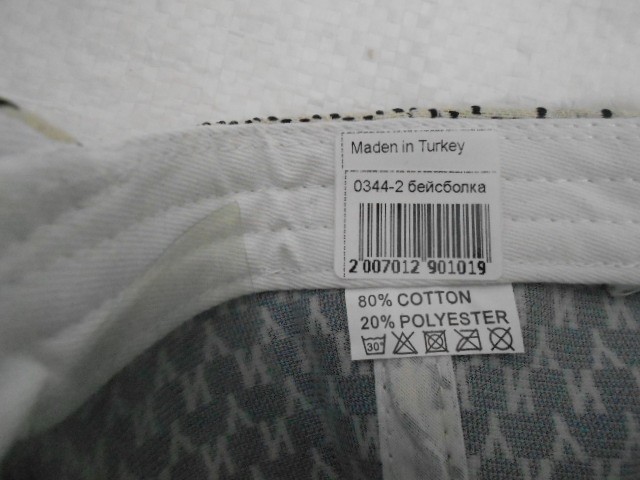 Maden in Turkey
0344-2 бейсболка
2 007012 901019
80% COTTON
20% POLYESTER
30°